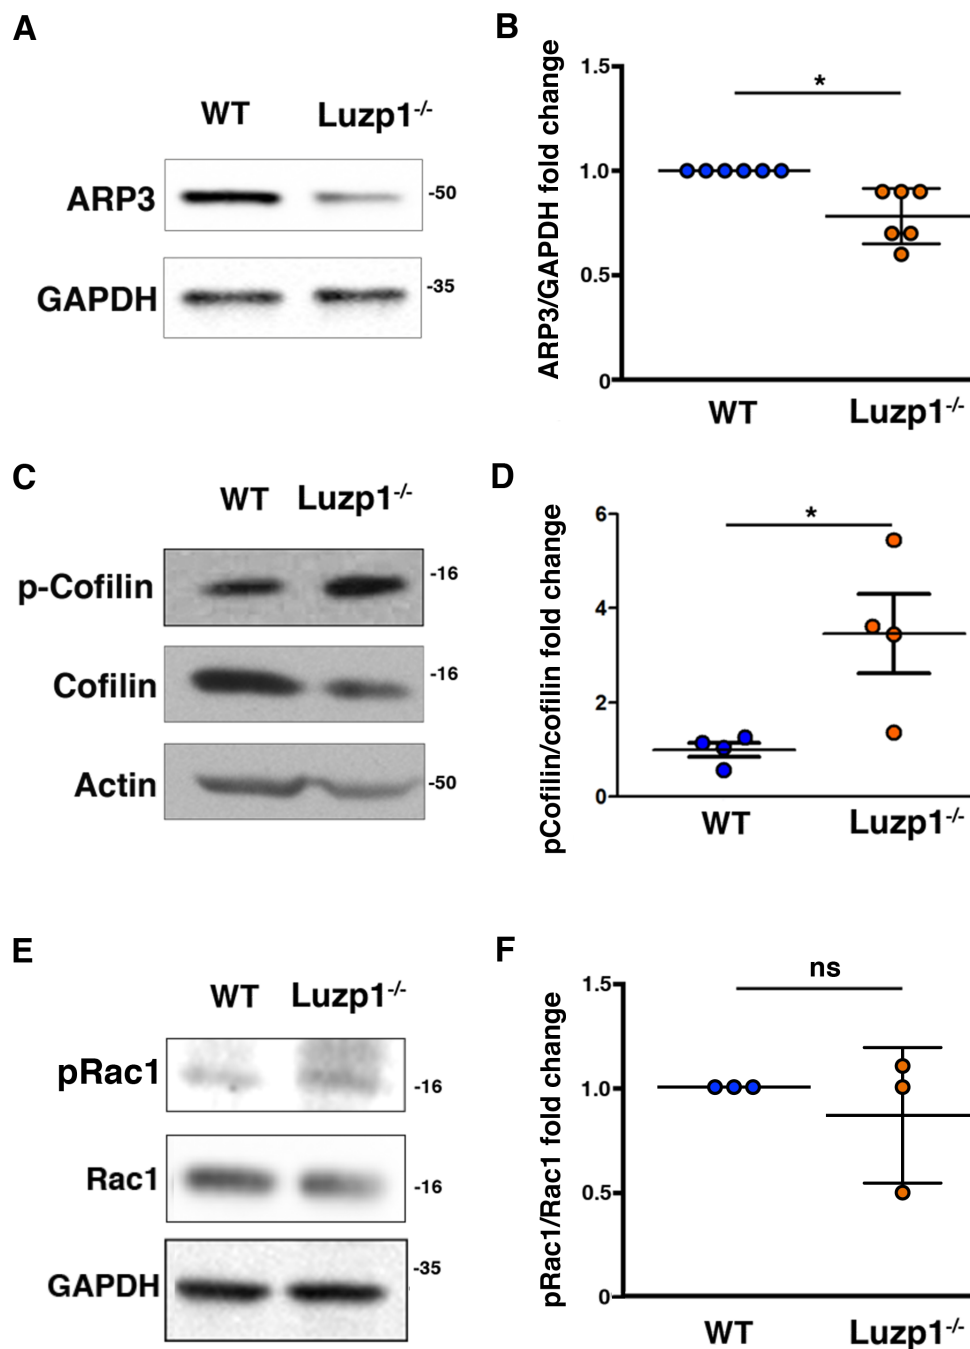 A
WT Luzp1-/-
ARP3 -50
GAPDH -35
B
ARP3/GAPDH fold change
1.5
1.0
0.5
0
*
WT Luzp1-/-
C
WT Luzp1-/-
p-Cofilin -16
Cofilin -16
Actin -50
D
pCofilin/cofilin fold change
6
4
2
0
*
WT Luzp1-/-
E
WT Luzp1-/-
pRac1 -16
Rac1 -16
GAPDH -35
F
pRac1/Rac1 fold change
1.5
1.0
0.5
0
ns
WT Luzp1-/-